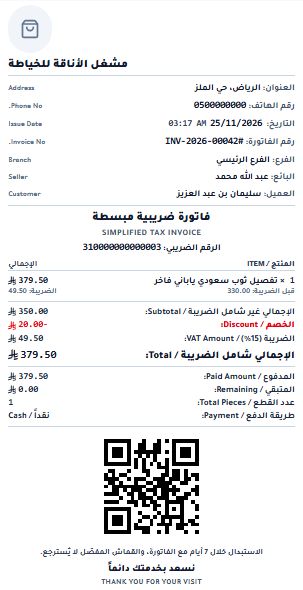 مشغل الأناقة للخياطة
العنوان: الرياض، حي الملز Address
رقم الهاتف: 0500000000 Phone No.
التاريخ: 25/11/2026 03:17 AM Issue Date
رقم الفاتورة: INV-2026-00042# Invoice No.
الفرع: الفرع الرئيسي Branch
البائع: عبد الله محمد Seller
العميل: سليمان بن عبد العزيز Customer
فاتورة ضريبية مبسطة
SIMPLIFIED TAX INVOICE
الرقم الضريبي: 310000000000003
المنتج / ITEM الإجمالي
1 × تفصيل ثوب سعودي ياباني فاخر 379.50
قبل الضريبة: 330.00 الضريبة: 49.50
الإجمالي غير شامل الضريبة / Subtotal: 350.00
الخصم / Discount: -20.00
الضريبة (15%) / VAT Amount: 49.50
الإجمالي شامل الضريبة / Total: 379.50
المدفوع / Paid Amount: 379.50
المتبقي / Remaining: 0.00
عدد القطع / Total Pieces: 1
طريقة الدفع / Payment: نقداً / Cash
الاستبدال خلال 7 أيام مع الفاتورة، والقماش المفصّل لا يُسترجع.
نسعد بخدمتك دائماً
THANK YOU FOR YOUR VISIT